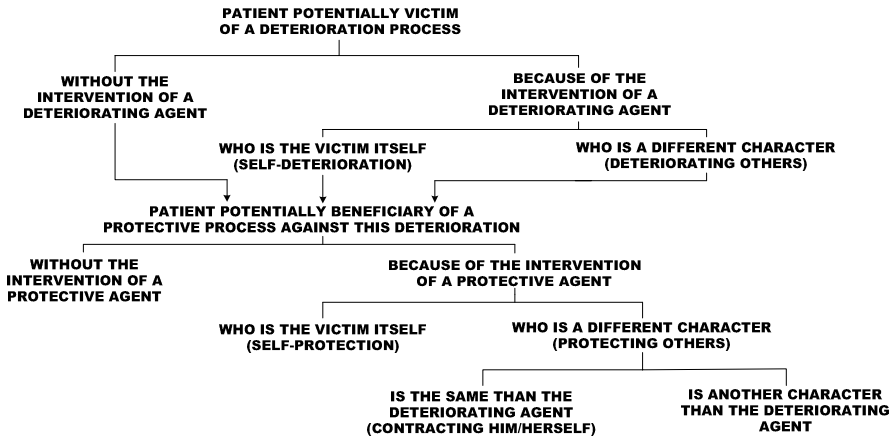 PATIENT POTENTIALLY VICTIM
OF A DETERIORATION PROCESS
WITHOUT THE
INTERVENTION OF A
DETERIORATING AGENT
BECAUSE OF THE
INTERVENTION OF A
DETERIORATING AGENT
WHO IS THE VICTIM ITSELF
(SELF-DETERIORATION)
WHO IS A DIFFERENT CHARACTER
(DETERIORATING OTHERS)
PATIENT POTENTIALLY BENEFICIARY OF A
PROTECTIVE PROCESS AGAINST THIS DETERIORATION
WITHOUT THE
INTERVENTION OF A
PROTECTIVE AGENT
BECAUSE OF THE INTERVENTION
OF A PROTECTIVE AGENT
WHO IS THE VICTIM ITSELF
(SELF-PROTECTION)
WHO IS A DIFFERENT CHARACTER
(PROTECTING OTHERS)
IS THE SAME THAN THE
DETERIORATING AGENT
(CONTRACTING HIM/HERSELF)
IS ANOTHER CHARACTER
THAN THE DETERIORATING
AGENT